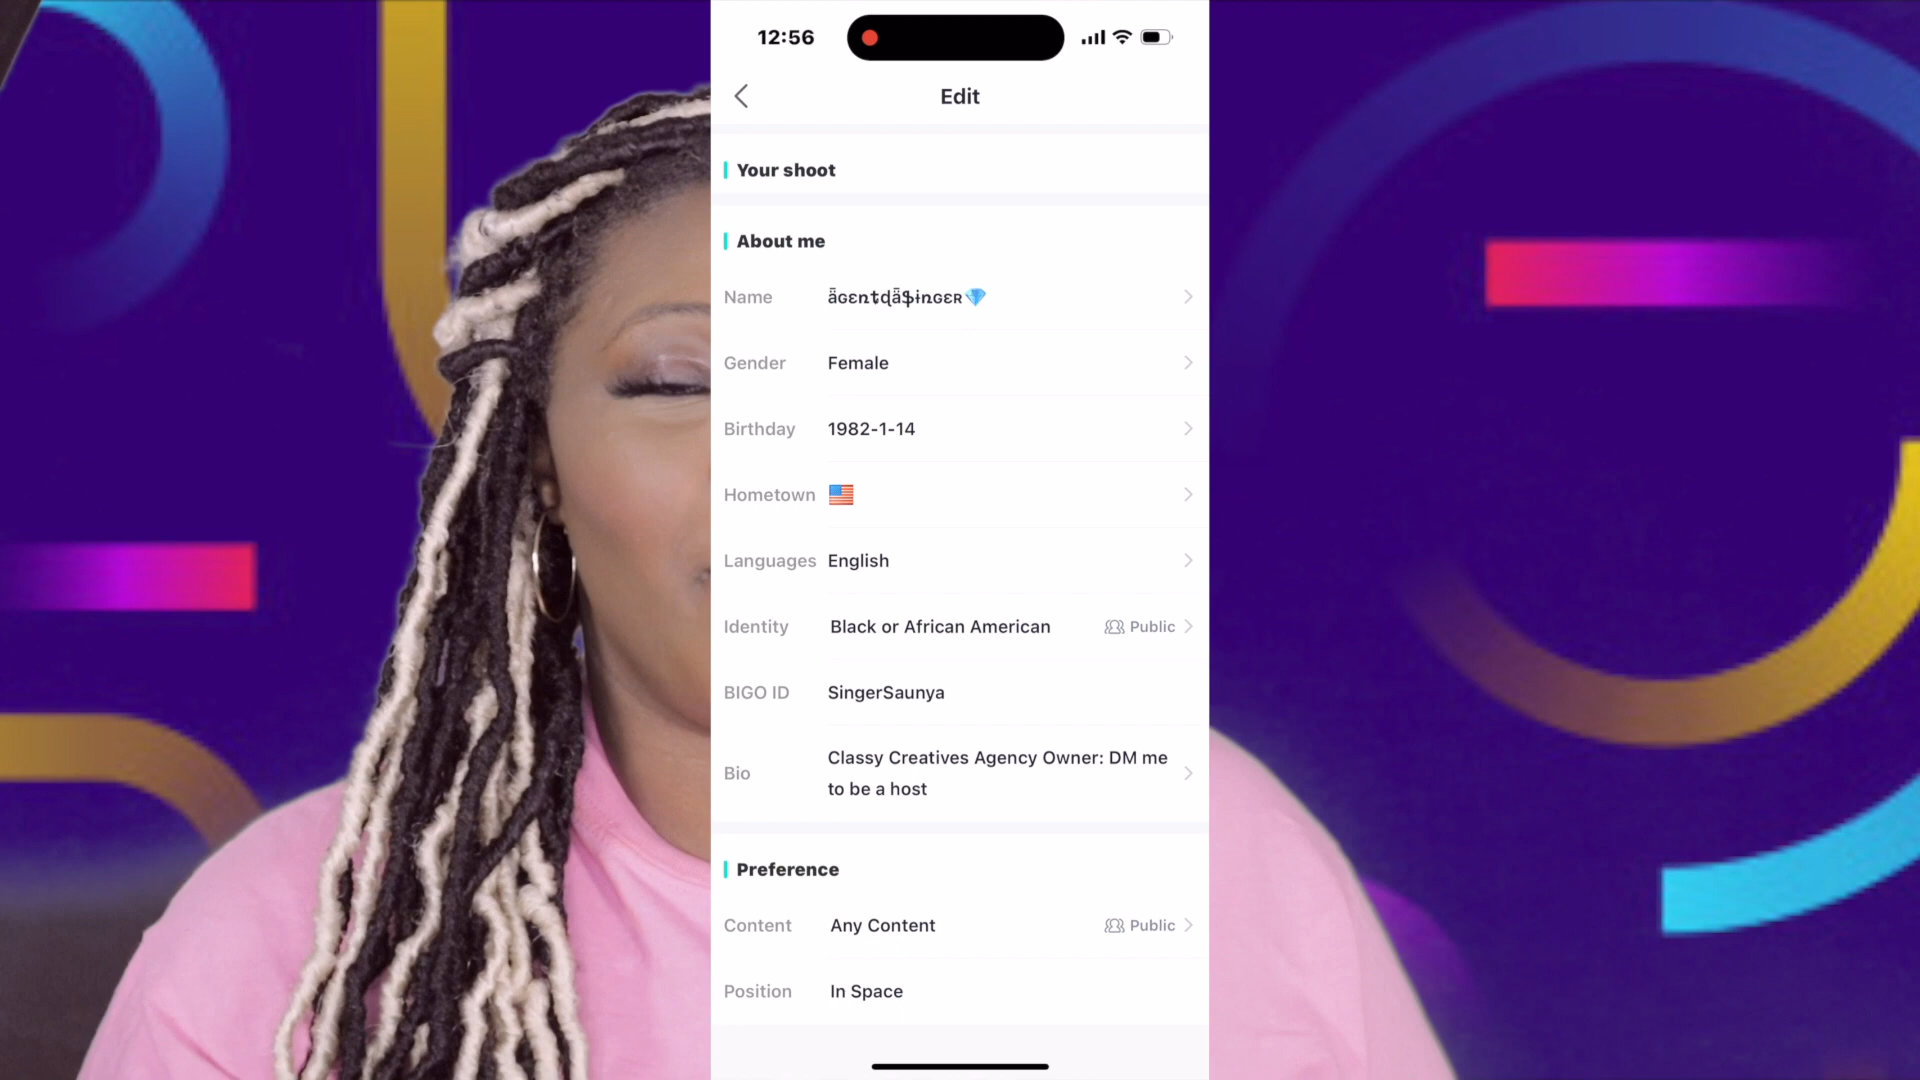 12:56
Edit
Your shoot
About me
Name
Gender Female
Birthday 1982-1-14
Hometown
Languages English
Identity Black or African American Public
BIGO ID SingerSaunya
Bio Classy Creatives Agency Owner: DM me
to be a host
Preference
Content Any Content Public
Position In Space